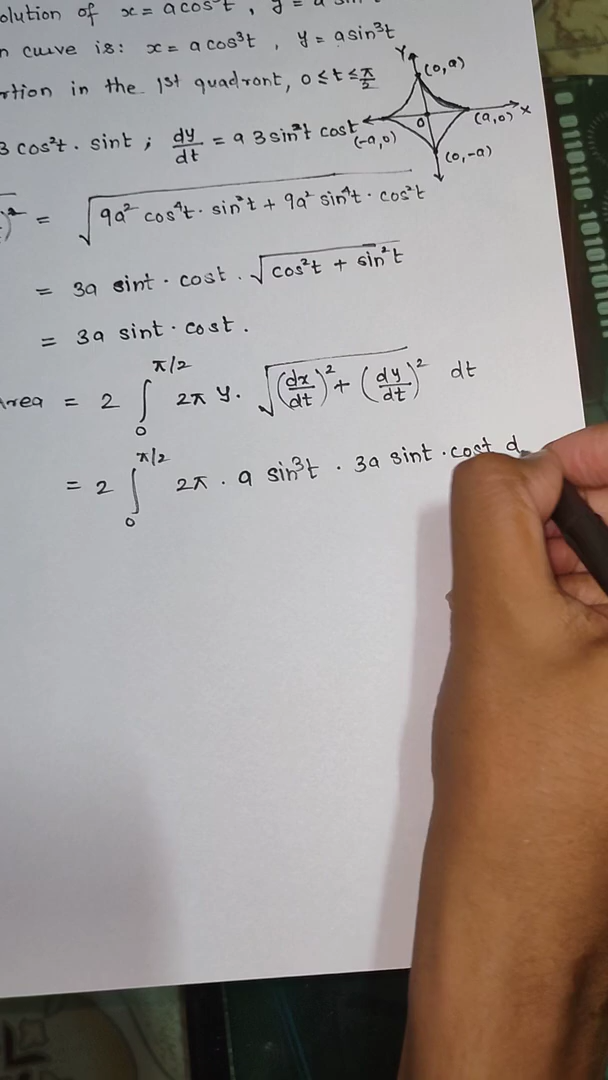 olution of x = a cos³t , y = a sin
n curve is: x = a cos³t , y = a sin³t
rtion in the 1st quadrant, 0 ≤ t ≤ π/2
Y (0, a)
O (a, 0) X
(-a, 0)
(0, -a)
3 cos²t . sint ; dy/dt = a 3 sin²t cost
)² = √(9a² cos⁴t . sin²t + 9a² sin⁴t . cos²t)
= 3a sint . cost . √(cos²t + sin²t)
= 3a sint . cost .
Area = 2 ∫₀^(π/2) 2π y . √((dx/dt)² + (dy/dt)²) dt
= 2 ∫₀^(π/2) 2π . a sin³t . 3a sint . cost d